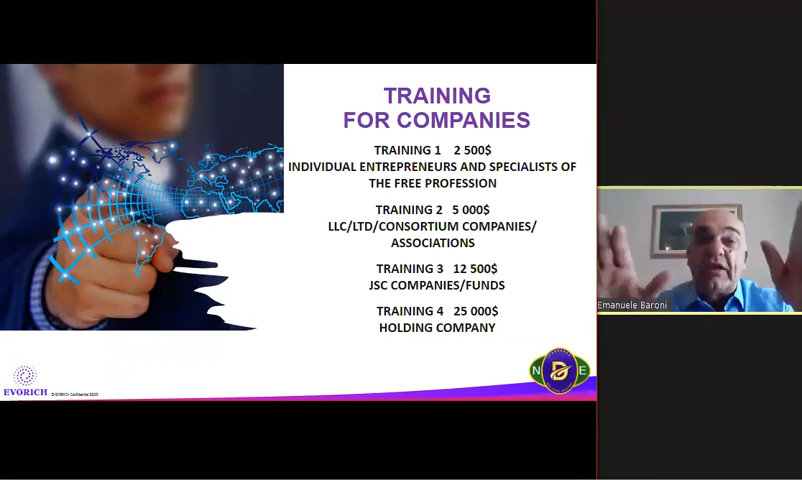 TRAINING
FOR COMPANIES
TRAINING 1 2 500$
INDIVIDUAL ENTREPRENEURS AND SPECIALISTS OF
THE FREE PROFESSION
TRAINING 2 5 000$
LLC/LTD/CONSORTIUM COMPANIES/
ASSOCIATIONS
TRAINING 3 12 500$
JSC COMPANIES/FUNDS
TRAINING 4 25 000$
HOLDING COMPANY
EVORICH
N D E
Emanuele Baroni